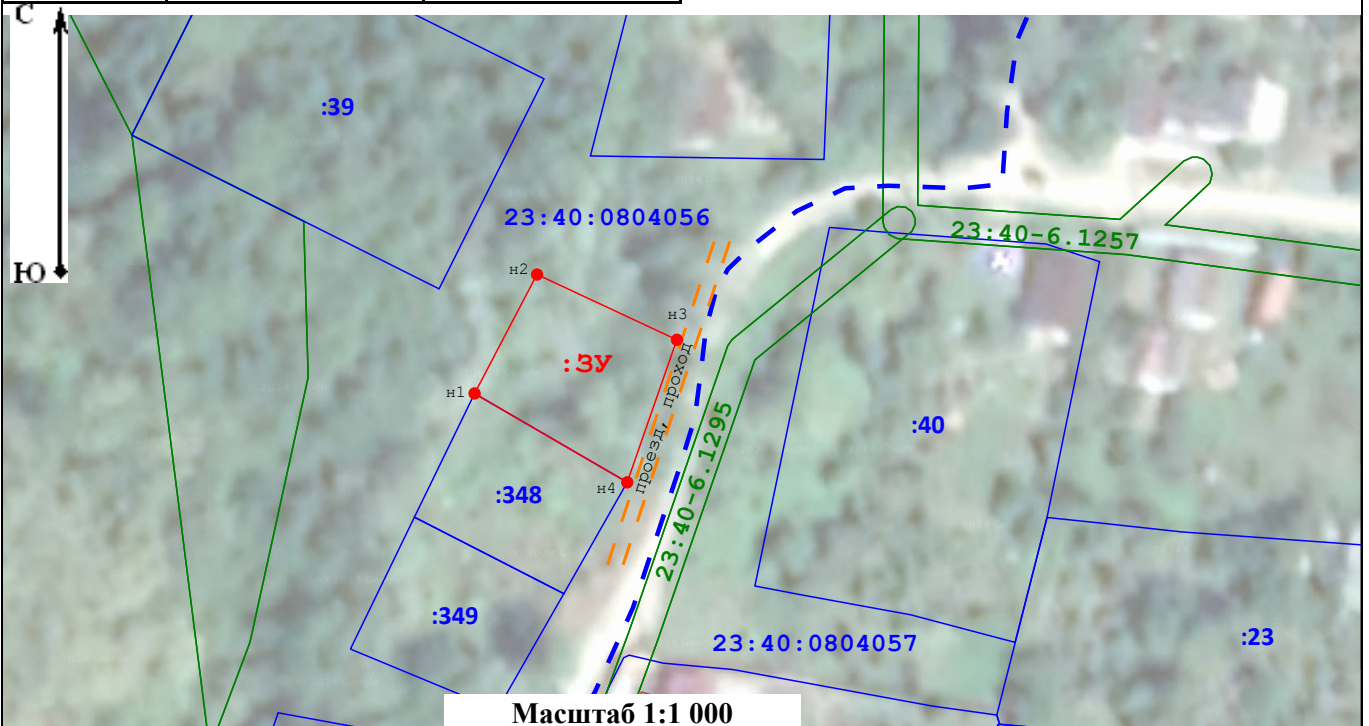 С
:39
23:40:0804056
23:40-6.1257
Ю
н2
н3
:ЗУ
проезд, проход
н1
:40
23:40-6.1295
н4
:348
:349
23:40:0804057
:23
Масштаб 1:1 000